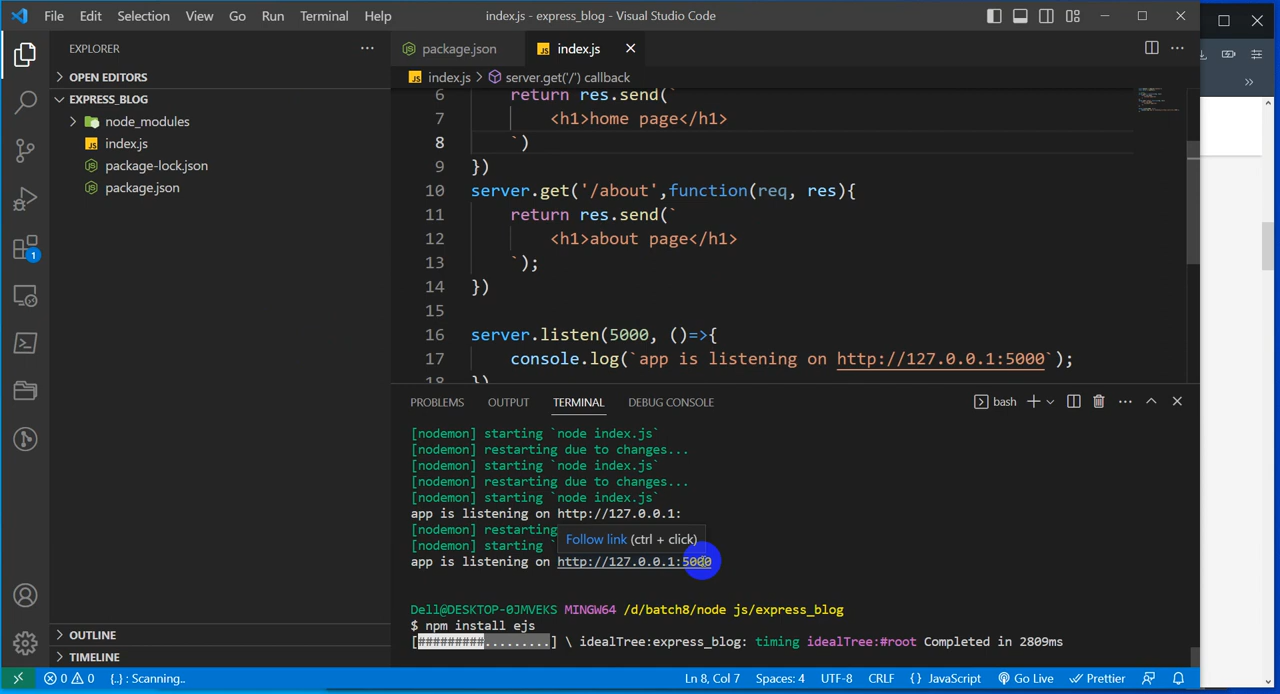 File Edit Selection View Go Run Terminal Help index.js - express_blog - Visual Studio Code
EXPLORER
package.json index.js
OPEN EDITORS
index.js > server.get('/') callback
EXPRESS_BLOG
node_modules
index.js
package-lock.json
package.json
6 return res.send(`
7 <h1>home page</h1>
8 `)
9 })
10 server.get('/about',function(req, res){
11 return res.send(`
12 <h1>about page</h1>
13 `);
14 })
15
16 server.listen(5000, ()=>{
17 console.log(`app is listening on http://127.0.0.1:5000`);
18 })
1
PROBLEMS OUTPUT TERMINAL DEBUG CONSOLE bash
[nodemon] starting `node index.js`
[nodemon] restarting due to changes...
[nodemon] starting `node index.js`
[nodemon] restarting due to changes...
[nodemon] starting `node index.js`
app is listening on http://127.0.0.1:
[nodemon] restarting
[nodemon] starting `
Follow link (ctrl + click)
app is listening on http://127.0.0.1:5000
Dell@DESKTOP-0JMVEKS MINGW64 /d/batch8/node js/express_blog
$ npm install ejs
[#########.........] \ idealTree:express_blog: timing idealTree:#root Completed in 2809ms
OUTLINE
TIMELINE
0 0 {..} : Scanning.. Ln 8, Col 7 Spaces: 4 UTF-8 CRLF {} JavaScript Go Live Prettier